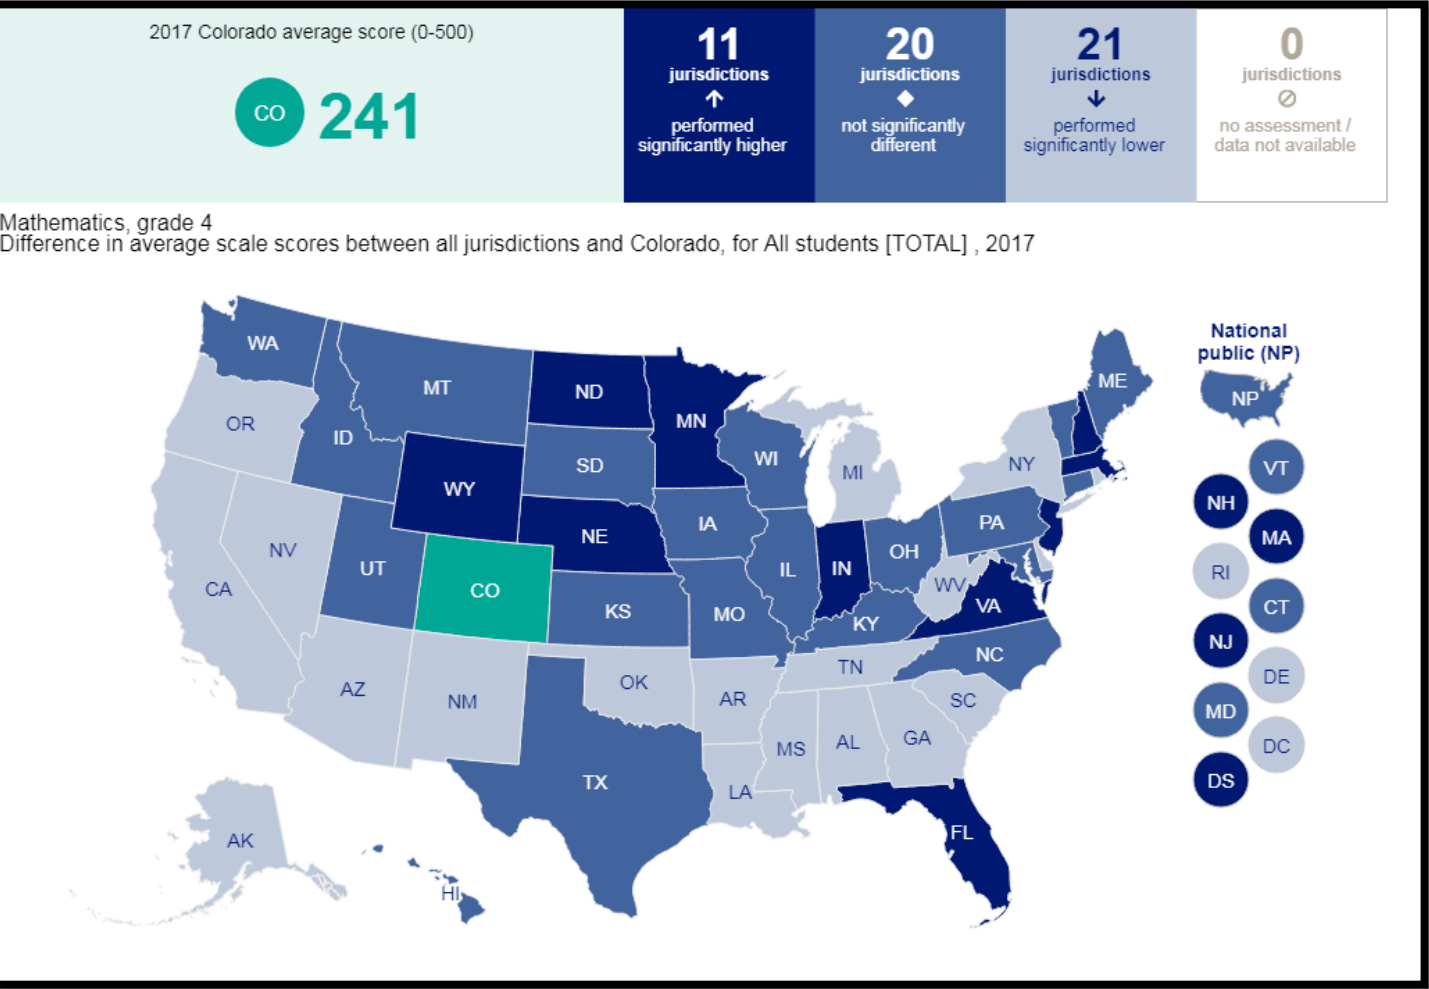 2017 Colorado average score (0-500)
CO 241
11
jurisdictions
performed
significantly higher
20
jurisdictions
not significantly
different
21
jurisdictions
performed
significantly lower
0
jurisdictions
no assessment /
data not available
Mathematics, grade 4
Difference in average scale scores between all jurisdictions and Colorado, for All students [TOTAL] , 2017
WA
MT
ND
MN
ME
OR
ID
SD
WI
MI
NY
WY
IA
PA
NE
OH
NV
UT
IL
IN
WV
CA
CO
KS
MO
KY
VA
NC
TN
AZ
NM
OK
AR
SC
MS
AL
GA
TX
LA
FL
AK
HI
National
public (NP)
NP
VT
NH
MA
RI
CT
NJ
DE
MD
DC
DS